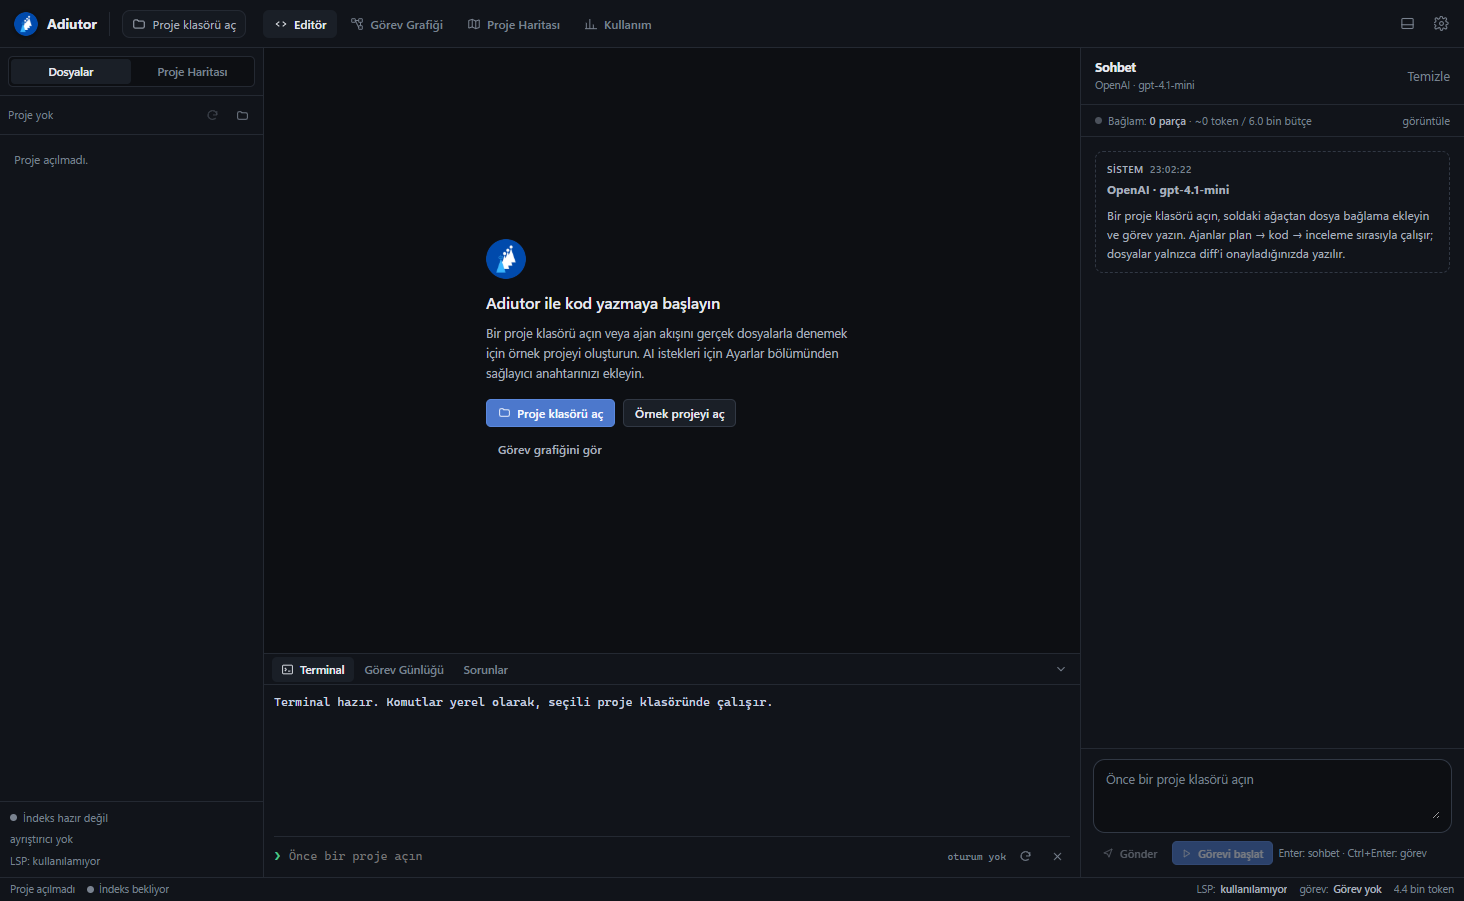 Adiutor
Proje klasörü aç
Editör
Görev Grafiği
Proje Haritası
Kullanım
Dosyalar
Proje Haritası
Proje yok
Proje açılmadı.
İndeks hazır değil
ayrıştırıcı yok
LSP: kullanılamıyor
Adiutor ile kod yazmaya başlayın
Bir proje klasörü açın veya ajan akışını gerçek dosyalarla denemek
için örnek projeyi oluşturun. AI istekleri için Ayarlar bölümünden
sağlayıcı anahtarınızı ekleyin.
Proje klasörü aç
Örnek projeyi aç
Görev grafiğini gör
Terminal
Görev Günlüğü
Sorunlar
Terminal hazır. Komutlar yerel olarak, seçili proje klasöründe çalışır.
❯ Önce bir proje açın
oturum yok
Sohbet
OpenAI · gpt-4.1-mini
Temizle
Bağlam: 0 parça · ~0 token / 6.0 bin bütçe
görüntüle
SİSTEM 23:02:22
OpenAI · gpt-4.1-mini
Bir proje klasörü açın, soldaki ağaçtan dosya bağlama ekleyin
ve görev yazın. Ajanlar plan → kod → inceleme sırasıyla çalışır;
dosyalar yalnızca diff'i onayladığınızda yazılır.
Önce bir proje klasörü açın
Gönder
Görevi başlat
Enter: sohbet · Ctrl+Enter: görev
Proje açılmadı
İndeks bekliyor
LSP: kullanılamıyor
görev: Görev yok
4.4 bin token